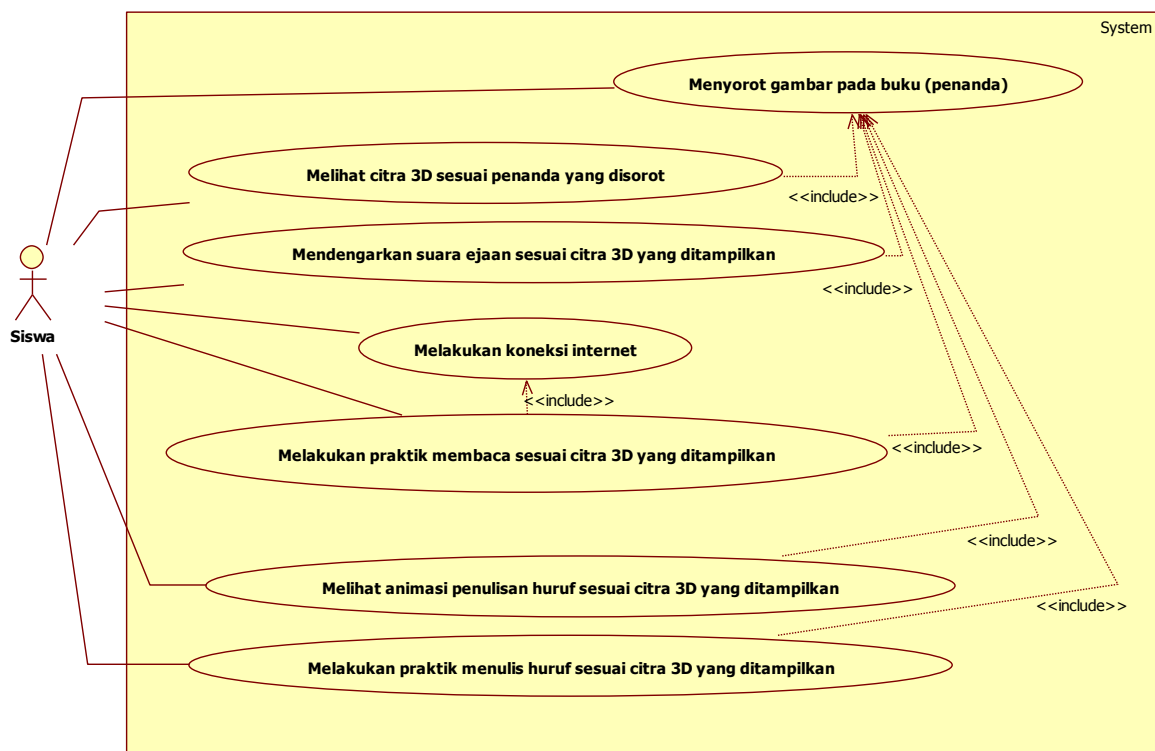 System
Menyorot gambar pada buku (penanda)
Melihat citra 3D sesuai penanda yang disorot
<<include>>
Mendengarkan suara ejaan sesuai citra 3D yang ditampilkan
<<include>>
Siswa
Melakukan koneksi internet
<<include>>
Melakukan praktik membaca sesuai citra 3D yang ditampilkan
<<include>>
<<include>>
Melihat animasi penulisan huruf sesuai citra 3D yang ditampilkan
<<include>>
Melakukan praktik menulis huruf sesuai citra 3D yang ditampilkan